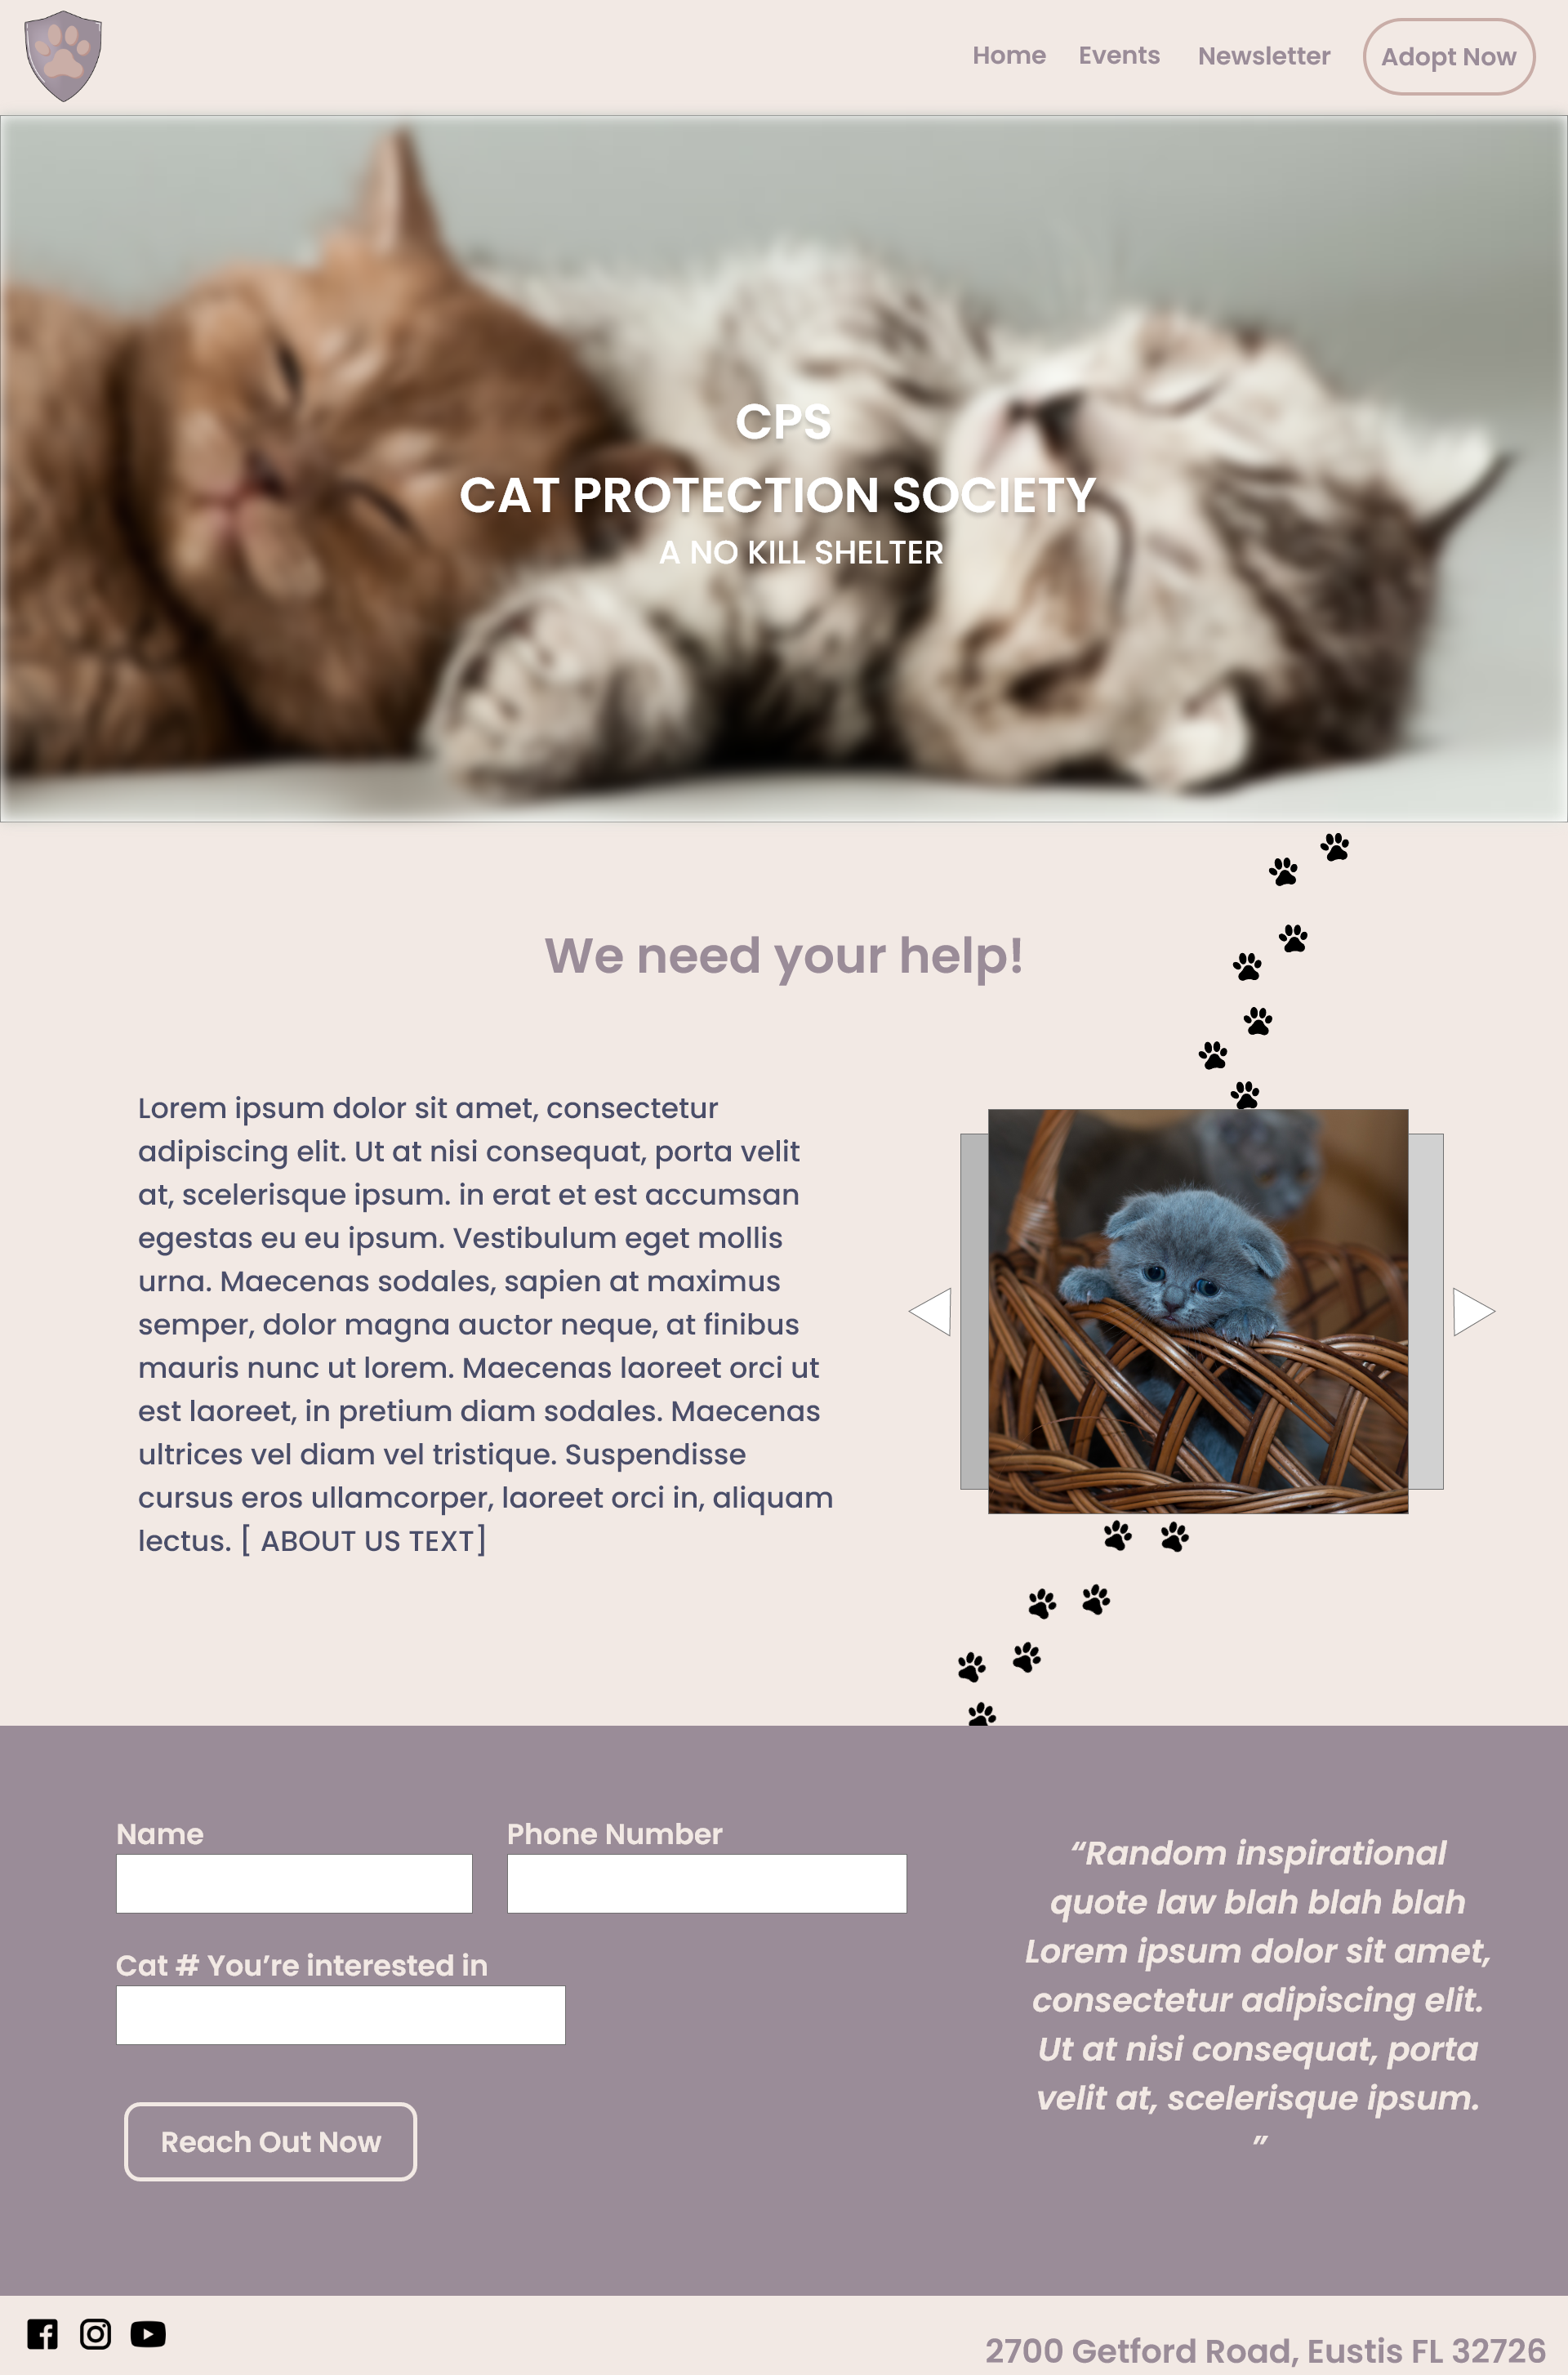 Home Events Newsletter Adopt Now
CPS
CAT PROTECTION SOCIETY
A NO KILL SHELTER
We need your help!
Lorem ipsum dolor sit amet, consectetur
adipiscing elit. Ut at nisi consequat, porta velit
at, scelerisque ipsum. in erat et est accumsan
egestas eu eu ipsum. Vestibulum eget mollis
urna. Maecenas sodales, sapien at maximus
semper, dolor magna auctor neque, at finibus
mauris nunc ut lorem. Maecenas laoreet orci ut
est laoreet, in pretium diam sodales. Maecenas
ultrices vel diam vel tristique. Suspendisse
cursus eros ullamcorper, laoreet orci in, aliquam
lectus. [ ABOUT US TEXT]
Name
Phone Number
Cat # You’re interested in
Reach Out Now
“Random inspirational
quote law blah blah blah
Lorem ipsum dolor sit amet,
consectetur adipiscing elit.
Ut at nisi consequat, porta
velit at, scelerisque ipsum.
”
2700 Getford Road, Eustis FL 32726